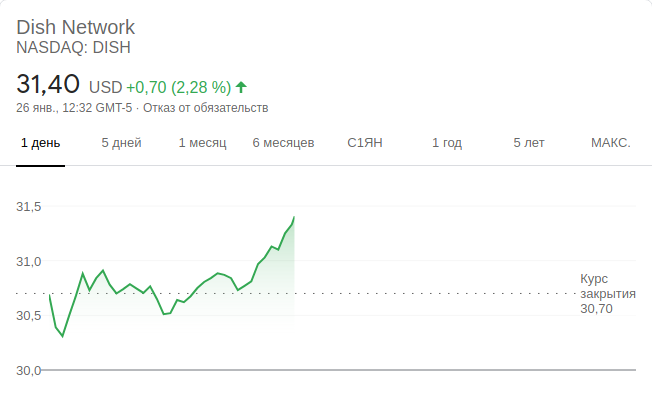 Dish Network
NASDAQ: DISH
31,40 USD +0,70 (2,28 %)
26 янв., 12:32 GMT-5 · Отказ от обязательств
1 день 5 дней 1 месяц 6 месяцев С1ЯН 1 год 5 лет МАКС.
31,5
31,0
30,5
30,0
Курс
закрытия
30,70